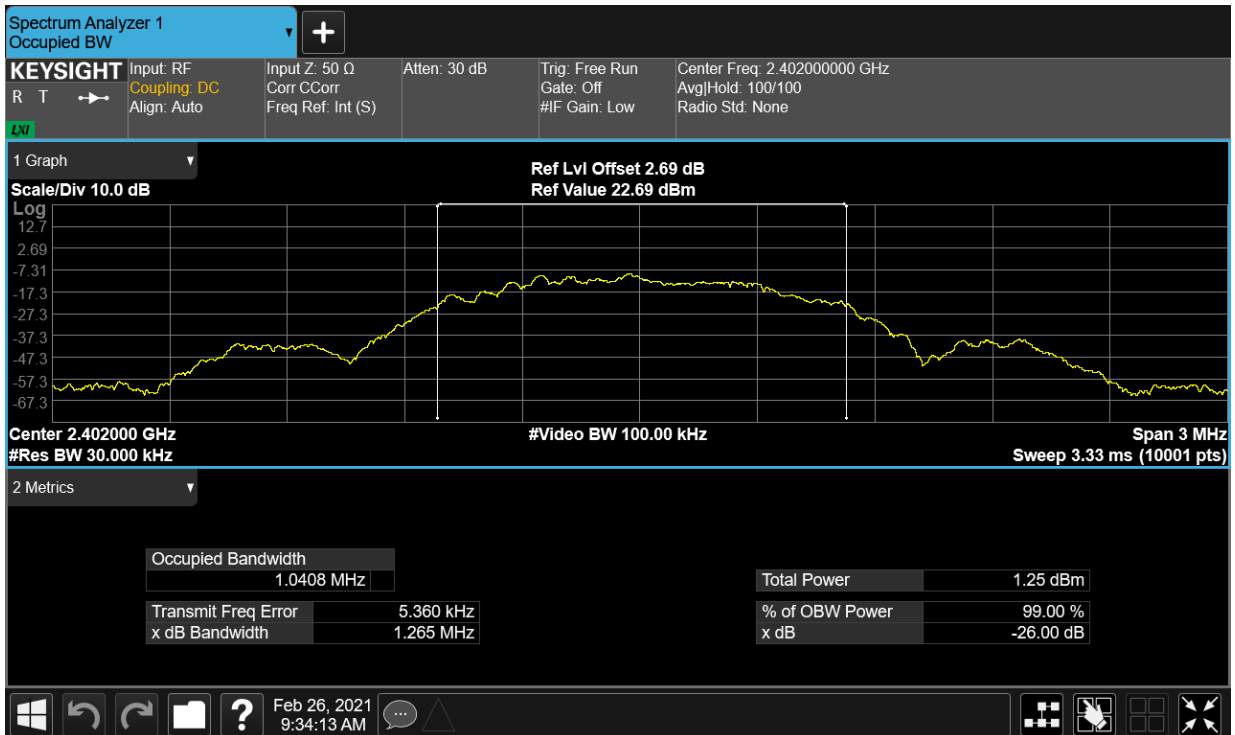 Spectrum Analyzer 1
Occupied BW
KEYSIGHT
R T
LXI
Input: RF
Coupling: DC
Align: Auto
Input Z: 50 Ω
Corr CCorr
Freq Ref: Int (S)
Atten: 30 dB
Trig: Free Run
Gate: Off
#IF Gain: Low
Center Freq: 2.402000000 GHz
Avg|Hold: 100/100
Radio Std: None
1 Graph
Scale/Div 10.0 dB
Ref Lvl Offset 2.69 dB
Ref Value 22.69 dBm
Log
12.7
2.69
-7.31
-17.3
-27.3
-37.3
-47.3
-57.3
-67.3
Center 2.402000 GHz
#Res BW 30.000 kHz
#Video BW 100.00 kHz
Span 3 MHz
Sweep 3.33 ms (10001 pts)
2 Metrics
Occupied Bandwidth
1.0408 MHz
Transmit Freq Error 5.360 kHz
x dB Bandwidth 1.265 MHz
Total Power 1.25 dBm
% of OBW Power 99.00 %
x dB -26.00 dB
?
Feb 26, 2021
9:34:13 AM